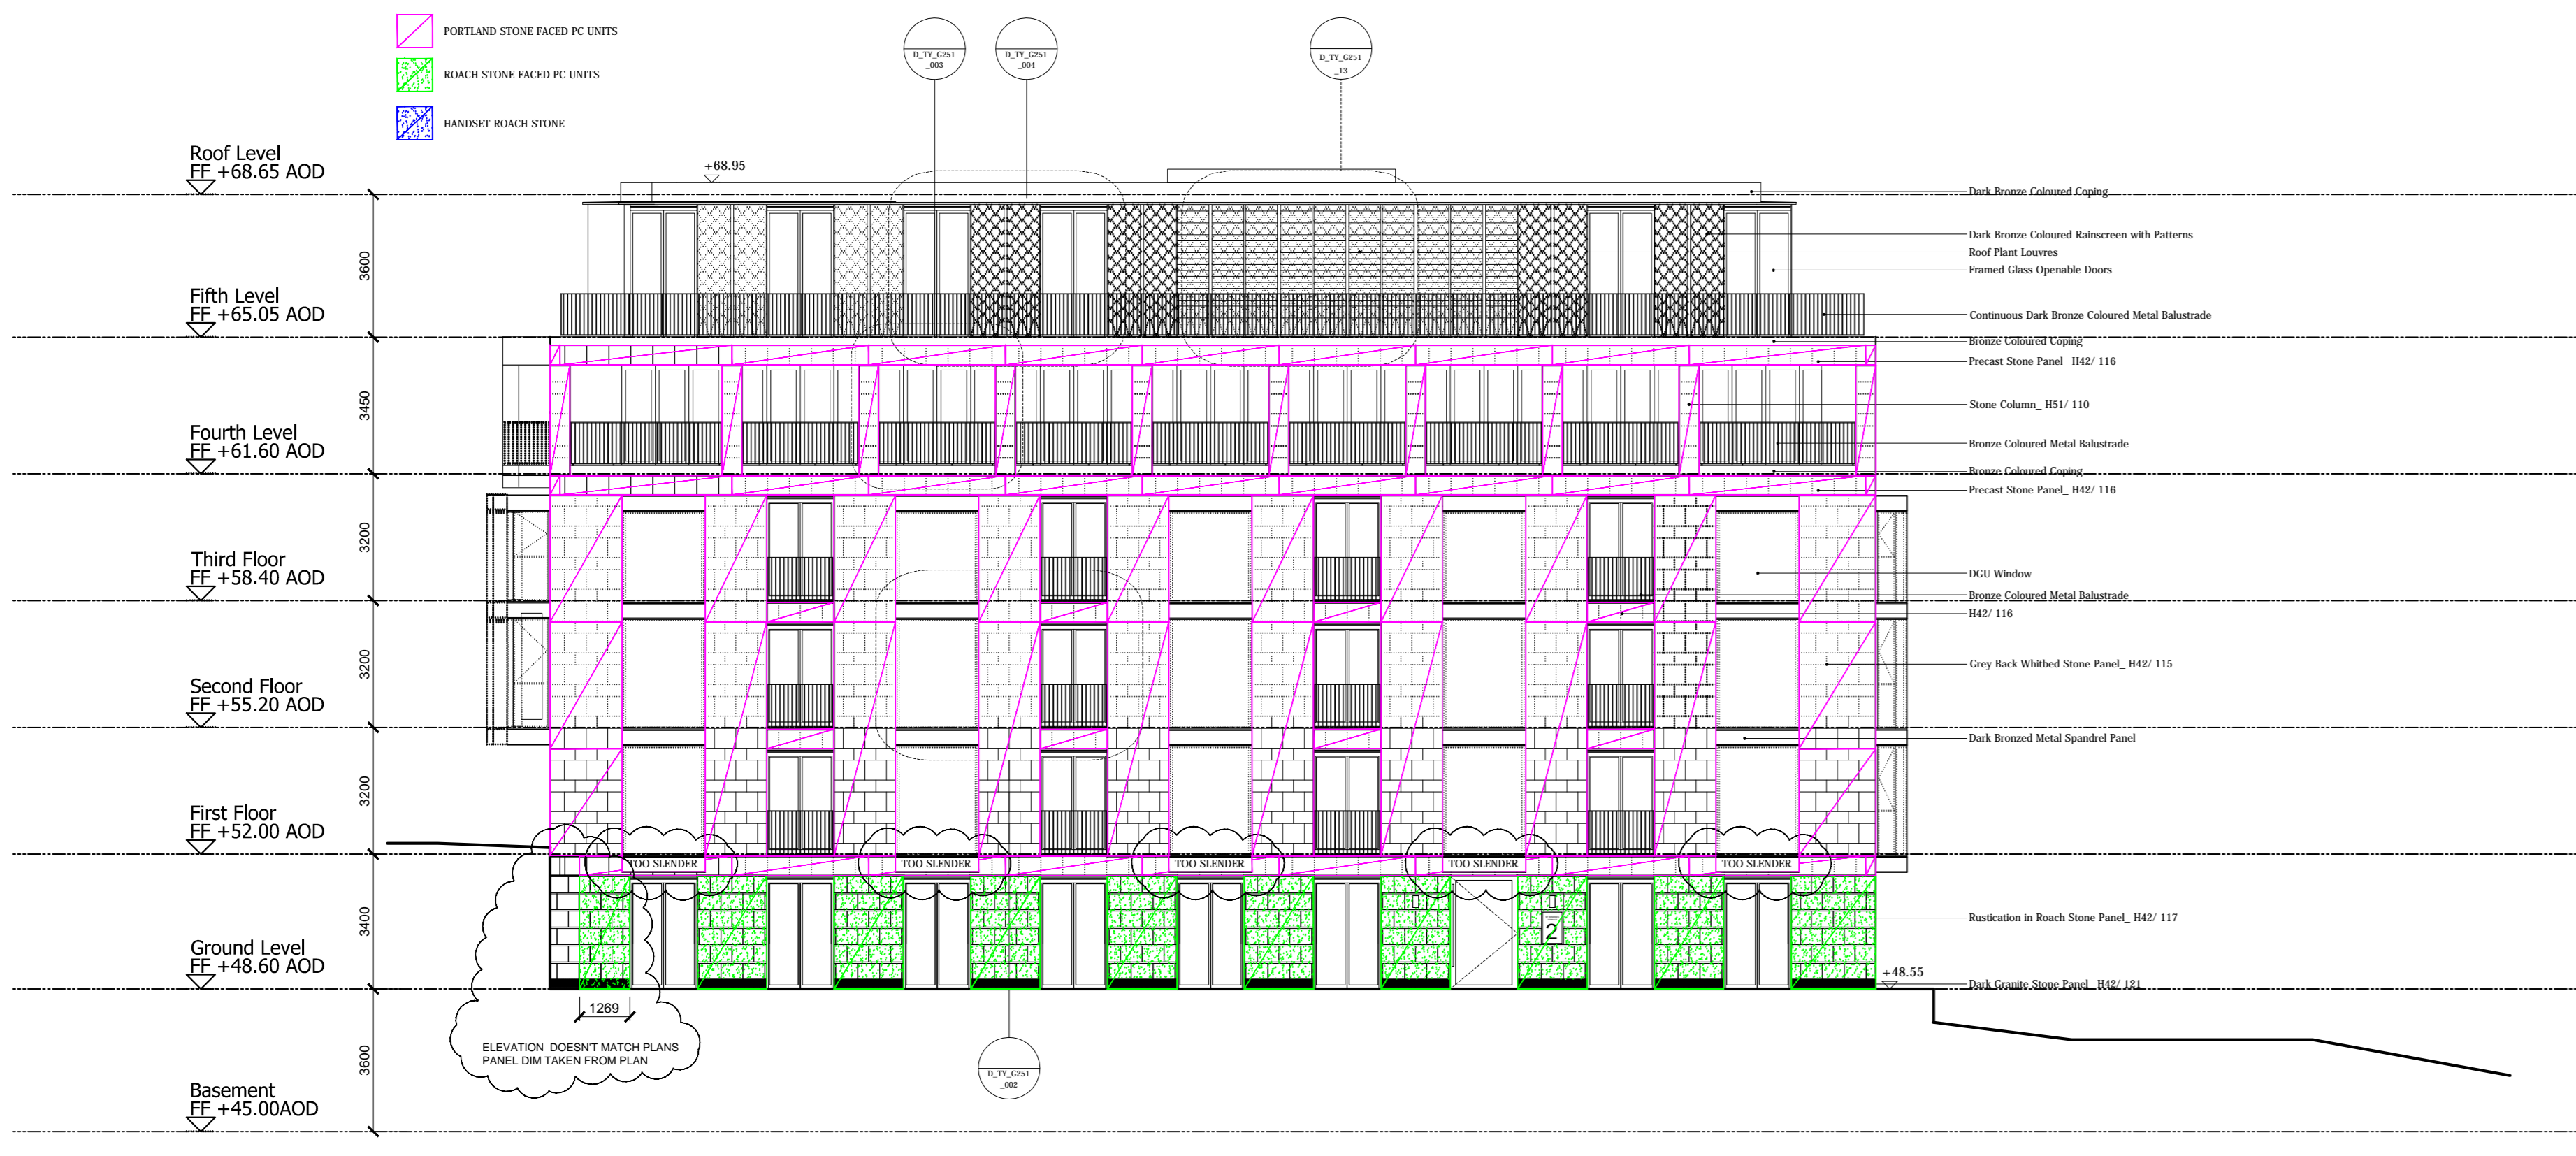 PORTLAND STONE FACED PC UNITS
ROACH STONE FACED PC UNITS
HANDSET ROACH STONE
D_TY_G251
_003
D_TY_G251
_004
D_TY_G251
_13
Roof Level
FF +68.65 AOD
+68.95
3600
Fifth Level
FF +65.05 AOD
3450
Fourth Level
FF +61.60 AOD
3200
Third Floor
FF +58.40 AOD
3200
Second Floor
FF +55.20 AOD
3200
First Floor
FF +52.00 AOD
3400
Ground Level
FF +48.60 AOD
3600
Basement
FF +45.00AOD
Dark Bronze Coloured Coping
Dark Bronze Coloured Rainscreen with Patterns
Roof Plant Louvres
Framed Glass Openable Doors
Continuous Dark Bronze Coloured Metal Balustrade
Bronze Coloured Coping
Precast Stone Panel_ H42/ 116
Stone Column_ H51/ 110
Bronze Coloured Metal Balustrade
Bronze Coloured Coping
Precast Stone Panel_ H42/ 116
DGU Window
Bronze Coloured Metal Balustrade
H42/ 116
Grey Back Whitbed Stone Panel_ H42/ 115
Dark Bronzed Metal Spandrel Panel
TOO SLENDER
TOO SLENDER
TOO SLENDER
TOO SLENDER
TOO SLENDER
Rustication in Roach Stone Panel_ H42/ 117
2
+48.55
Dark Granite Stone Panel_ H42/ 121
1269
ELEVATION DOESN'T MATCH PLANS
PANEL DIM TAKEN FROM PLAN
D_TY_G251
_002